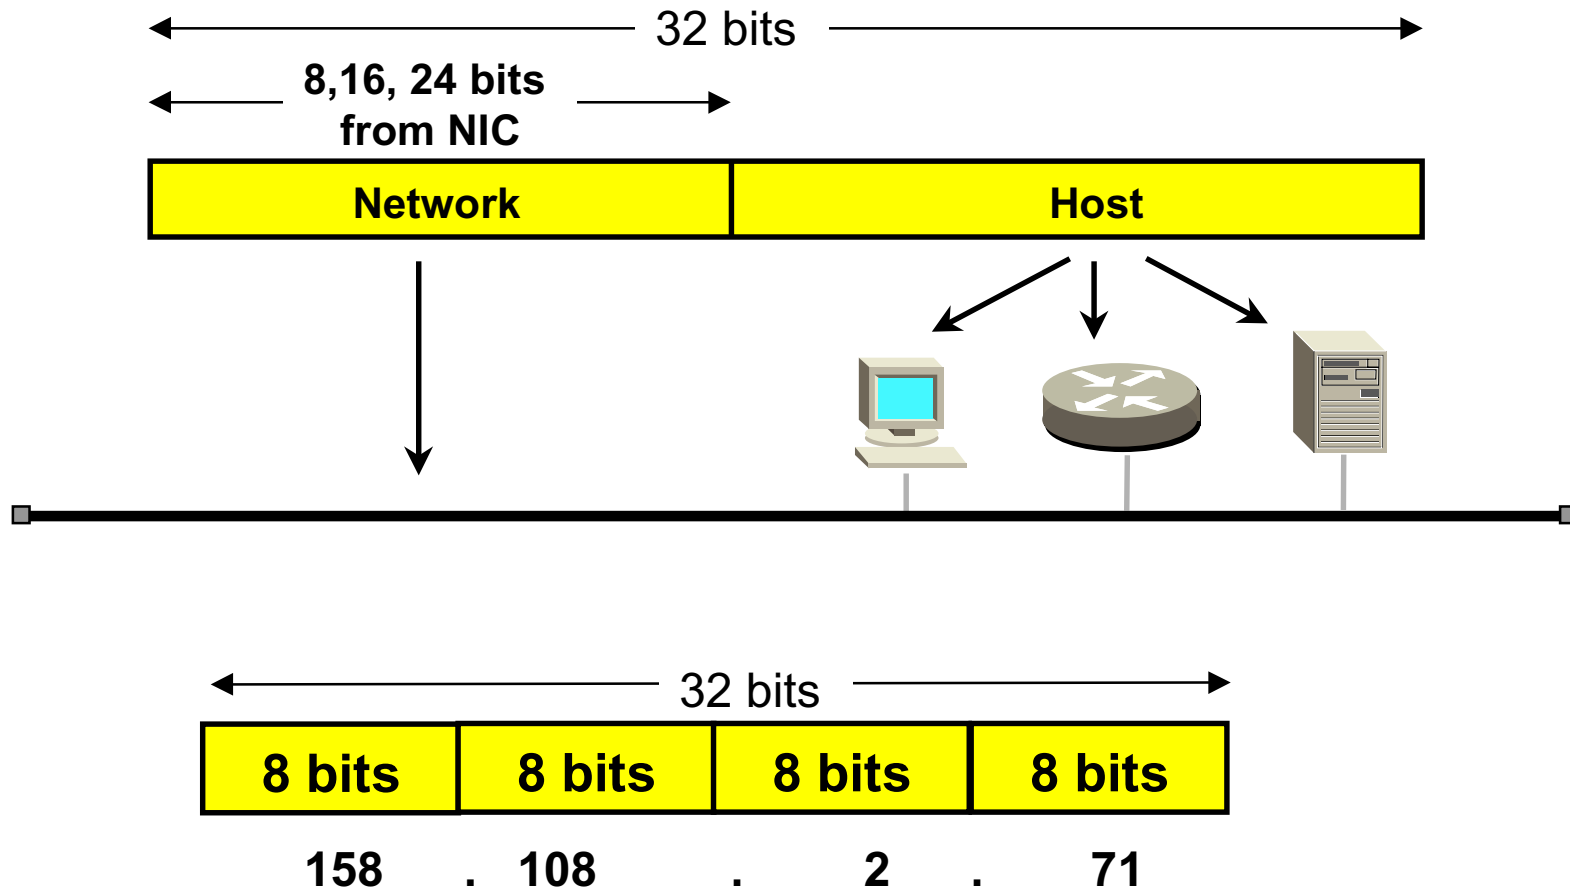 32 bits
8,16, 24 bits
from NIC
Network Host
32 bits
8 bits 8 bits 8 bits 8 bits
158 . 108 . 2 . 71